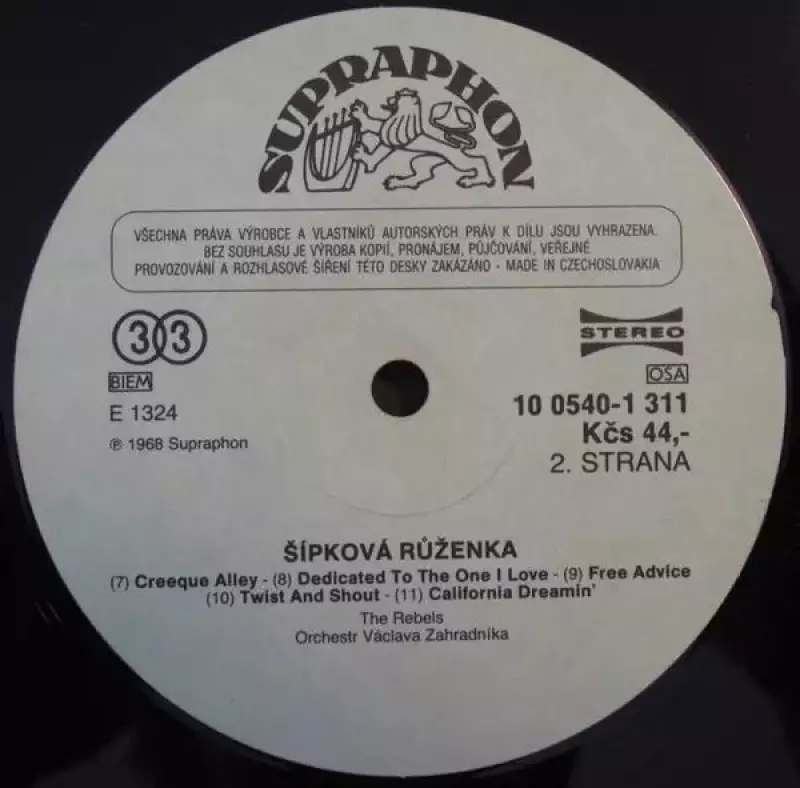 SUPRAPHON
VŠECHNA PRÁVA VÝROBCE A VLASTNÍKŮ AUTORSKÝCH PRÁV K DÍLU JSOU VYHRAZENA.
BEZ SOUHLASU JE VÝROBA KOPIÍ, PRONÁJEM, PŮJČOVÁNÍ, VEŘEJNÉ
PROVOZOVÁNÍ A ROZHLASOVÉ ŠÍŘENÍ TÉTO DESKY ZAKÁZÁNO - MADE IN CZECHOSLOVAKIA
33
STEREO
BIEM
OSA
E 1324
10 0540-1 311
℗ 1968 Supraphon
Kčs 44,-
2. STRANA
ŠÍPKOVÁ RŮŽENKA
(7) Creeque Alley - (8) Dedicated To The One I Love - (9) Free Advice
(10) Twist And Shout - (11) California Dreamin'
The Rebels
Orchestr Václava Zahradníka